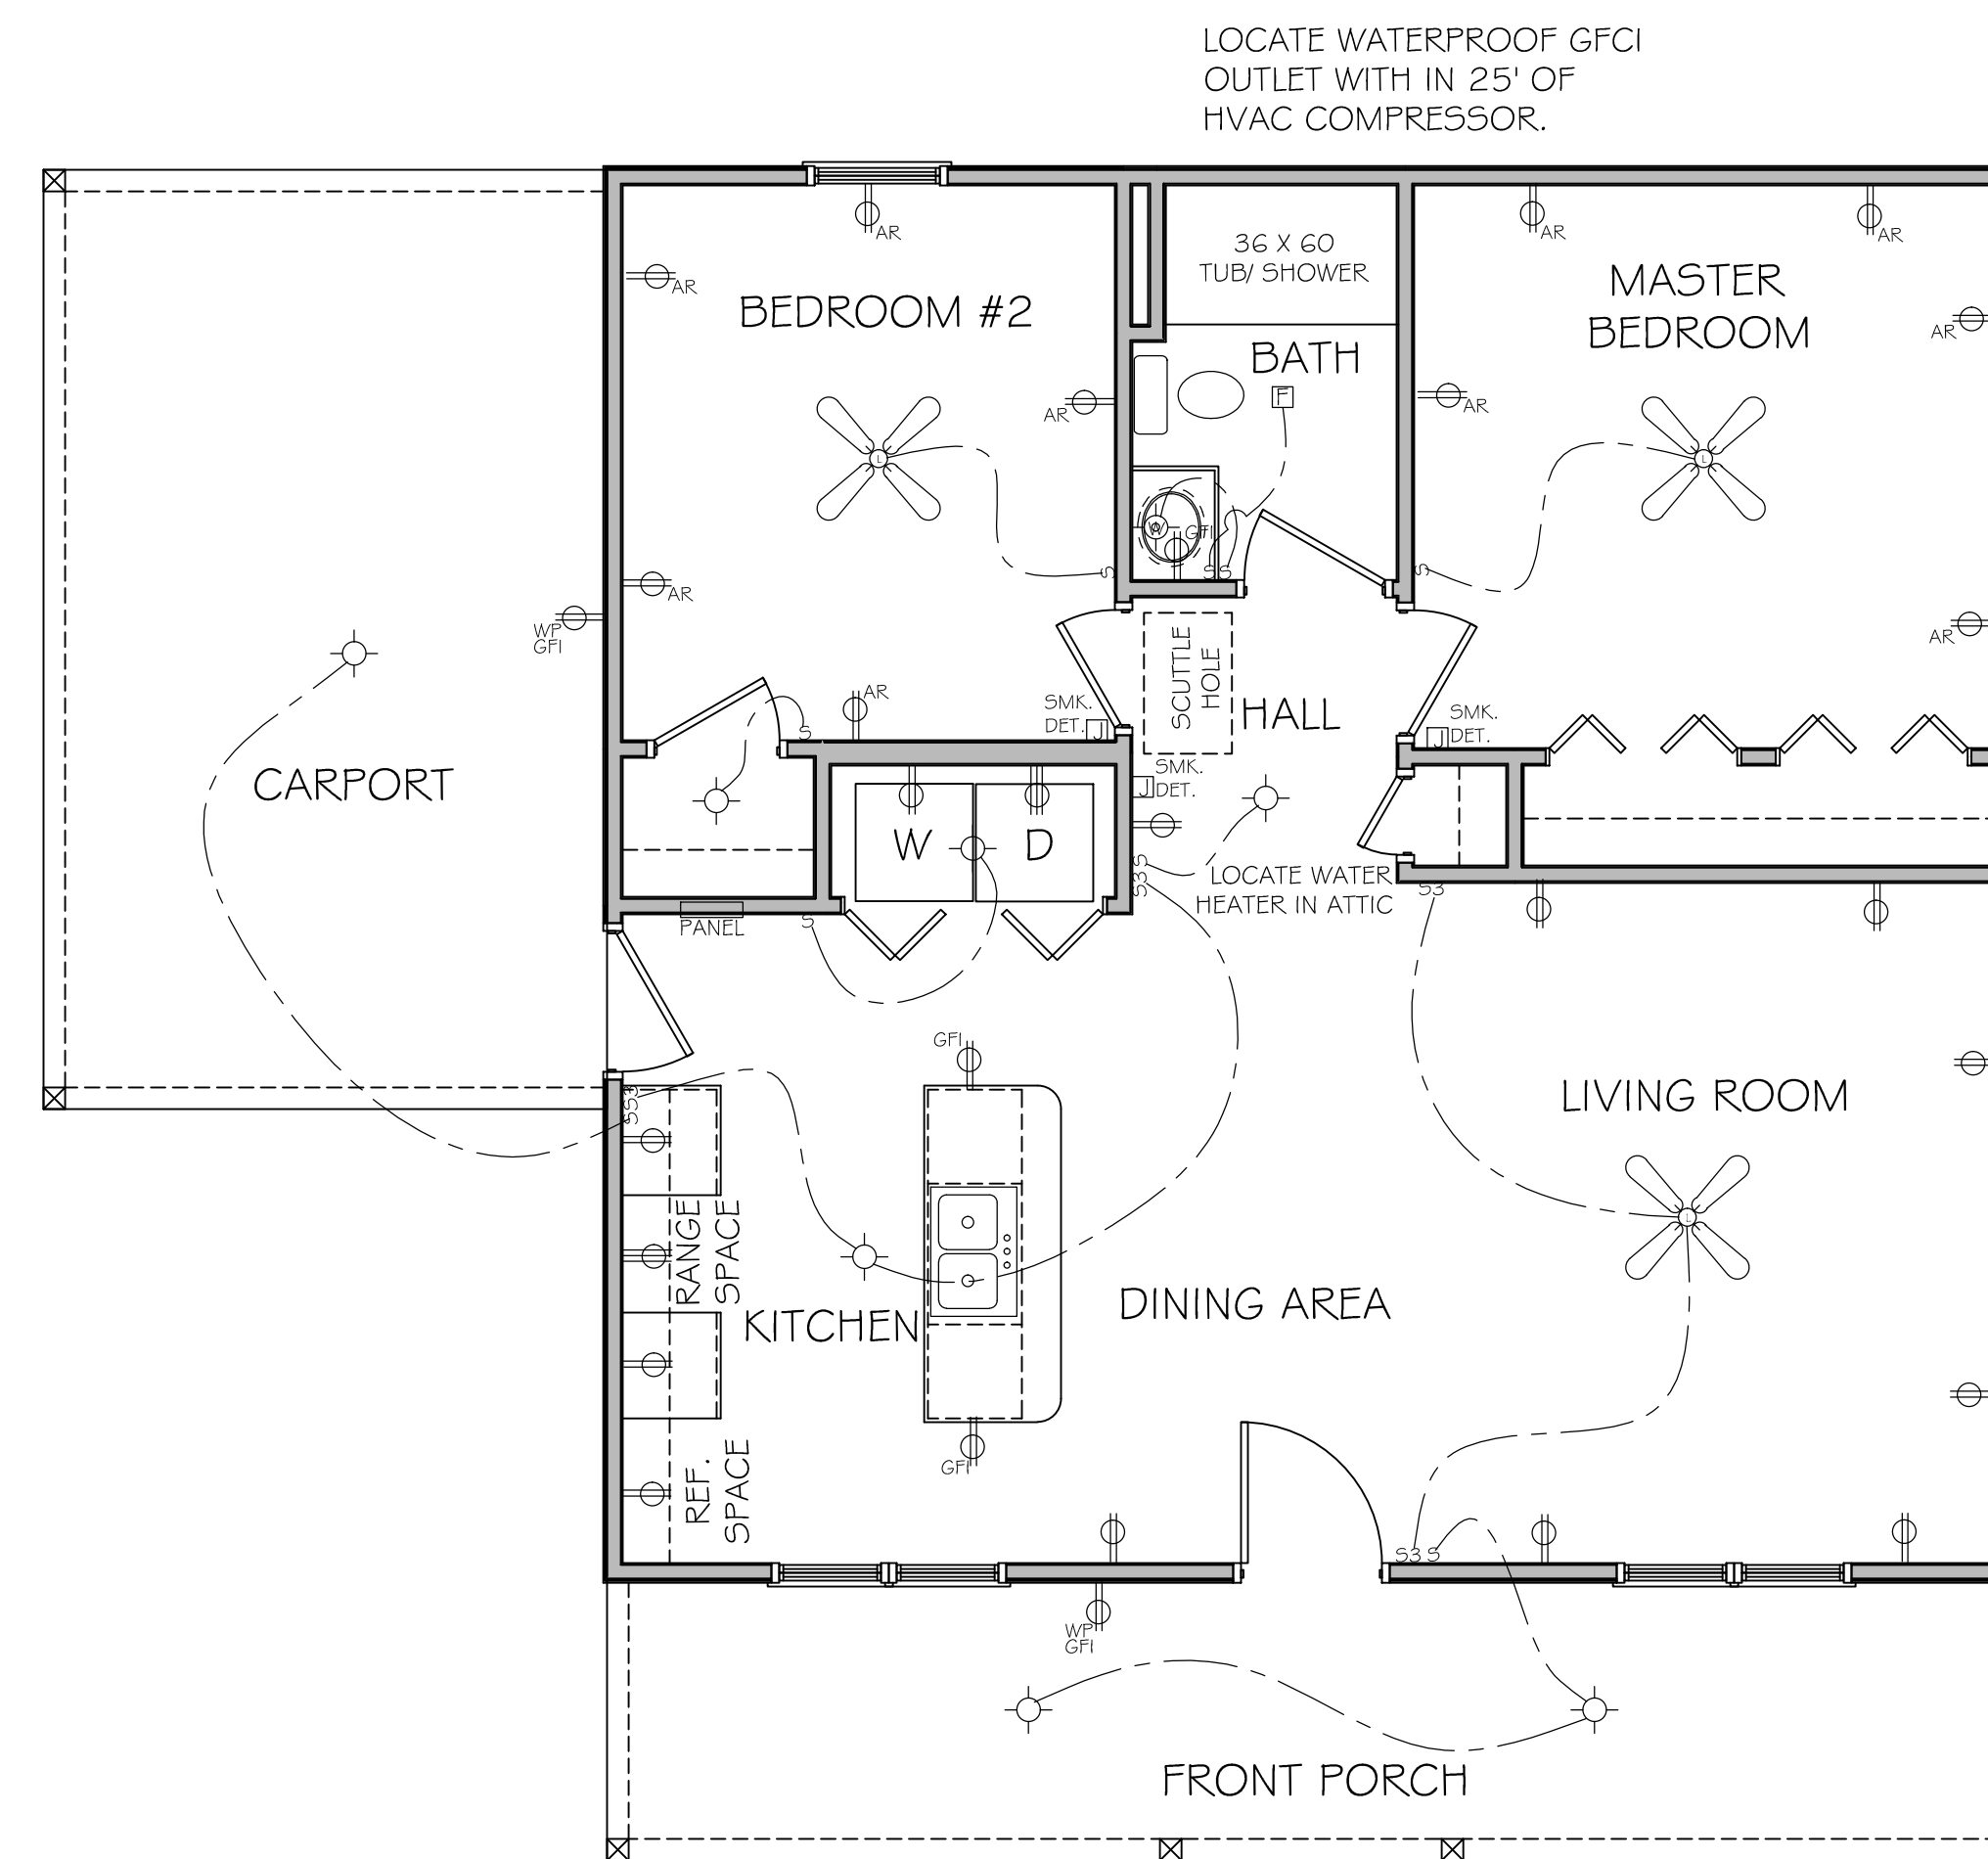 LOCATE WATERPROOF GFCI
OUTLET WITH IN 25' OF
HVAC COMPRESSOR.
AR
AR
AR
36 X 60
TUB/ SHOWER
AR
MASTER
BEDROOM
BEDROOM #2
AR
BATH
F
AR
AR
L
L
W
GFI
S
S S
S
AR
WP
GFI
AR
SCUTTLE
HOLE
AR
SMK.
DET.
J
HALL
SMK.
DET.
J
S
CARPORT
SMK.
DET.
J
W
D
S
S3
LOCATE WATER
HEATER IN ATTIC
S3
PANEL
S
GFI
SS3
LIVING ROOM
RANGE
SPACE
L
KITCHEN
DINING AREA
REF.
SPACE
GFI
S3 S
WP
GFI
FRONT PORCH